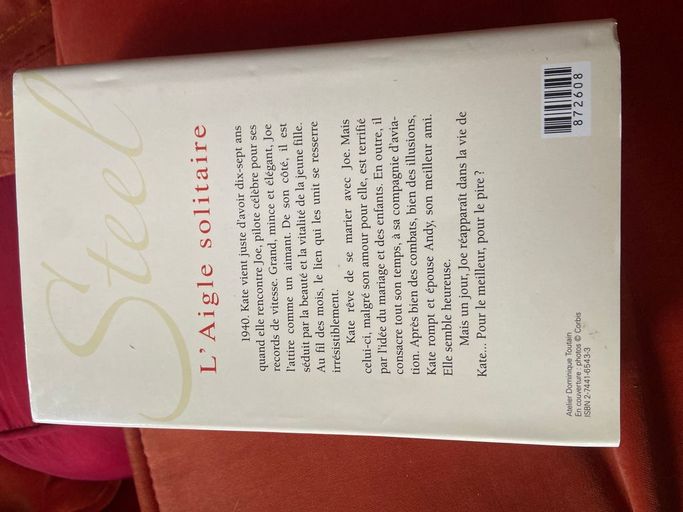 Steel
L'Aigle solitaire
1940. Kate vient juste d'avoir dix-sept ans
quand elle rencontre Joe, pilote célèbre pour ses
records de vitesse. Grand, mince et élégant, Joe
l'attire comme un aimant. De son côté, il est
séduit par la beauté et la vitalité de la jeune fille.
Au fil des mois, le lien qui les unit se resserre
irrésistiblement.
Kate rêve de se marier avec Joe. Mais
celui-ci, malgré son amour pour elle, est terrifié
par l'idée du mariage et des enfants. En outre, il
consacre tout son temps, à sa compagnie d'avia-
tion. Après bien des combats, bien des illusions,
Kate rompt et épouse Andy, son meilleur ami.
Elle semble heureuse.
Mais un jour, Joe réapparaît dans la vie de
Kate... Pour le meilleur, pour le pire ?
Atelier Dominique Toutain
En couverture : photos © Corbis
ISBN 2-7441-6543-3
872608